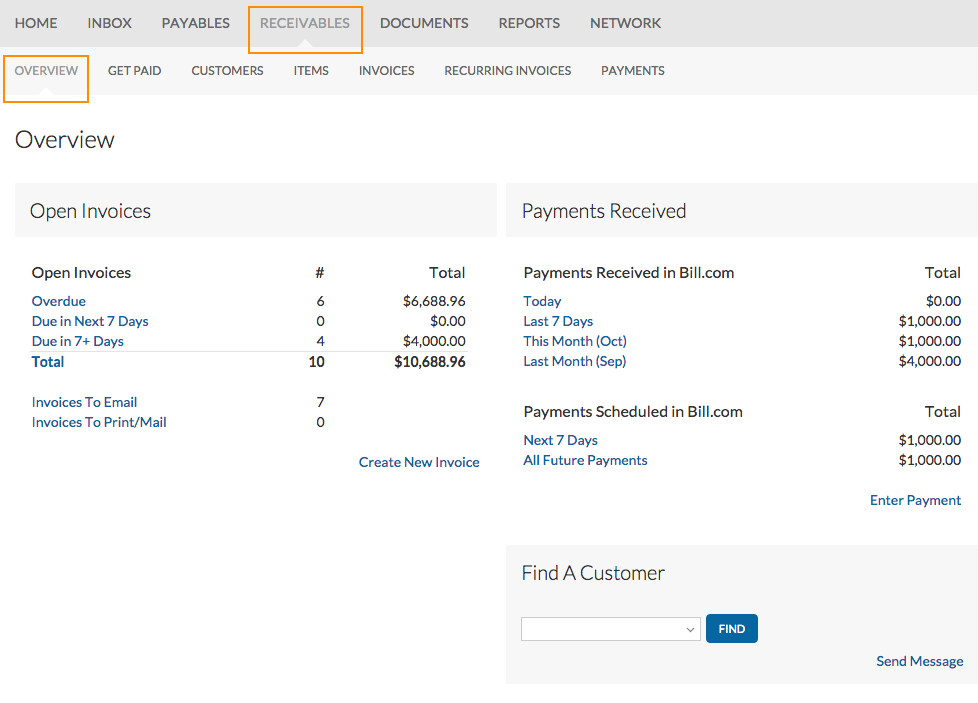 HOME INBOX PAYABLES RECEIVABLES DOCUMENTS REPORTS NETWORK
OVERVIEW GET PAID CUSTOMERS ITEMS INVOICES RECURRING INVOICES PAYMENTS
Overview
Open Invoices
Open Invoices # Total
Overdue 6 $6,688.96
Due in Next 7 Days 0 $0.00
Due in 7+ Days 4 $4,000.00
Total 10 $10,688.96
Invoices To Email 7
Invoices To Print/Mail 0
Create New Invoice
Payments Received
Payments Received in Bill.com Total
Today $0.00
Last 7 Days $1,000.00
This Month (Oct) $1,000.00
Last Month (Sep) $4,000.00
Payments Scheduled in Bill.com Total
Next 7 Days $1,000.00
All Future Payments $1,000.00
Enter Payment
Find A Customer
FIND
Send Message